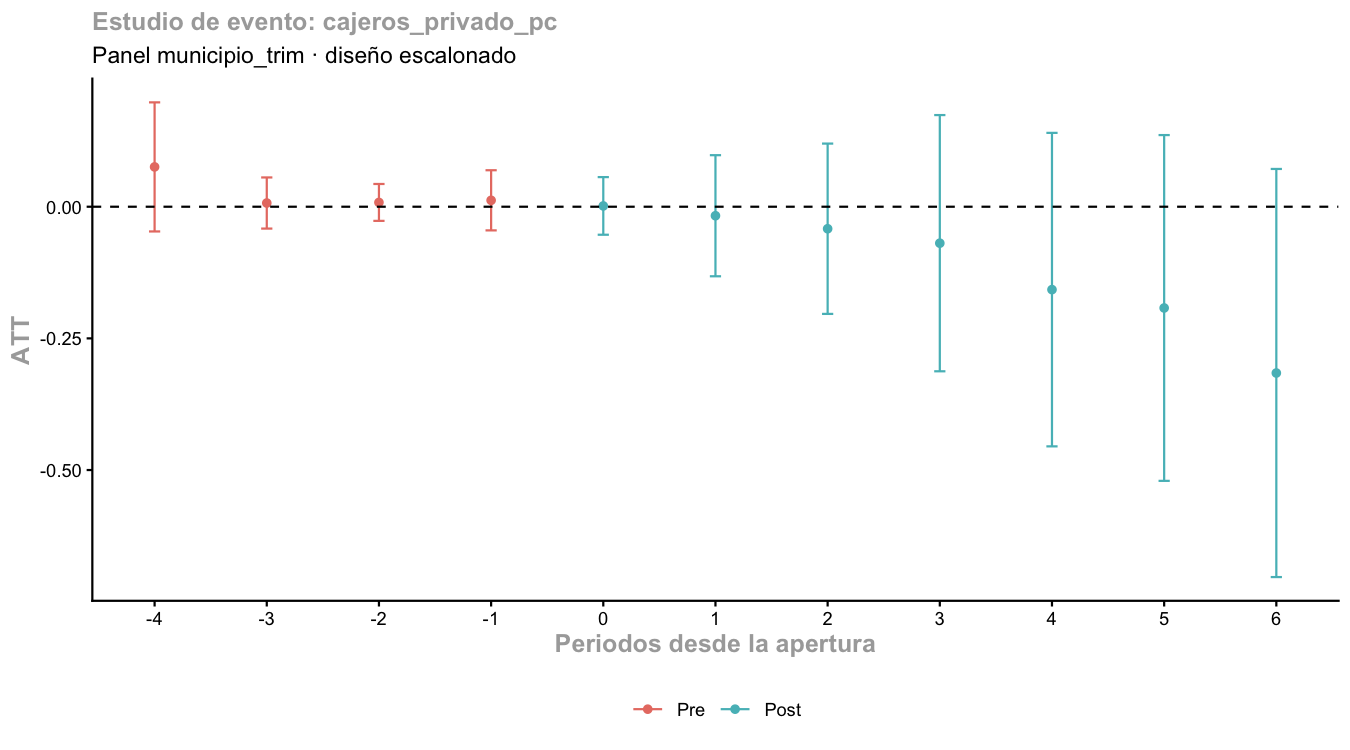 Estudio de evento: cajeros_privado_pc
Panel municipio_trim · diseño escalonado
ATT
0.00
-0.25
-0.50
-4 -3 -2 -1 0 1 2 3 4 5 6
Periodos desde la apertura
Pre Post